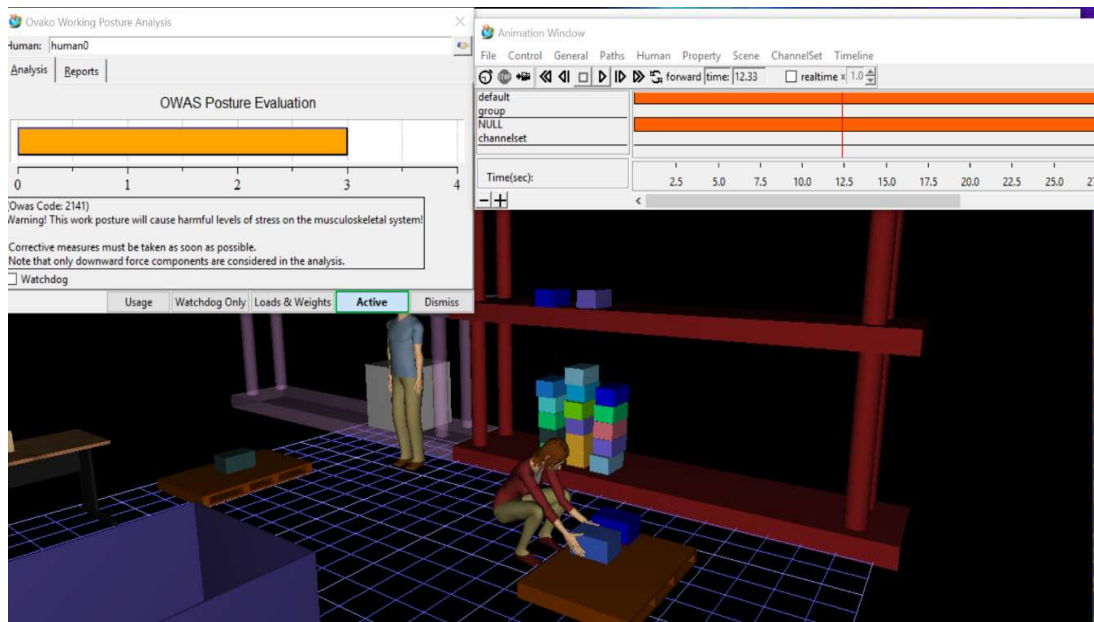 Ovako Working Posture Analysis
Human: human0
Analysis Reports
OWAS Posture Evaluation
0 1 2 3 4
(Owas Code: 2141)
Warning! This work posture will cause harmful levels of stress on the musculoskeletal system!
Corrective measures must be taken as soon as possible.
Note that only downward force components are considered in the analysis.
Watchdog
Usage Watchdog Only Loads & Weights Active Dismiss
Animation Window
File Control General Paths Human Property Scene ChannelSet Timeline
forward time: 12.33 realtime x 1.0
default
group
NULL
channelset
Time(sec):
2.5 5.0 7.5 10.0 12.5 15.0 17.5 20.0 22.5 25.0